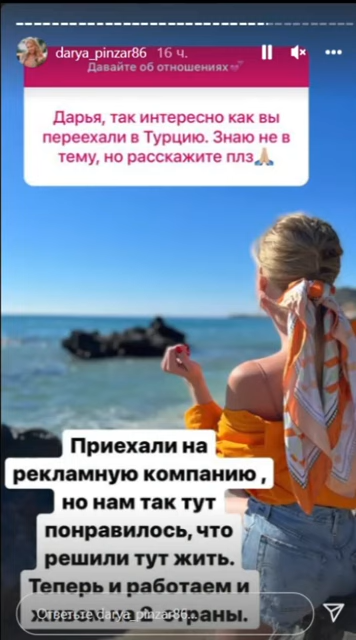 darya_pinzar86 16 ч.
Давайте об отношениях
Дарья, так интересно как вы
переехали в Турцию. Знаю не в
тему, но расскажите плз
Приехали на
рекламную компанию ,
но нам так тут
понравилось, что
решили тут жить.
Теперь и работаем и
Ответьте darya_pinzar86...